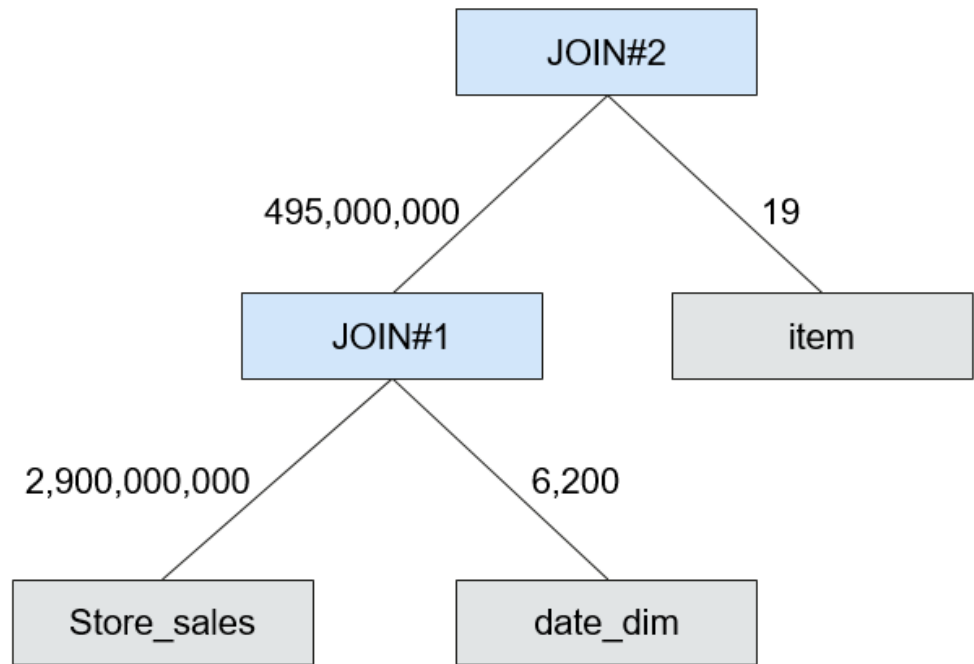 JOIN#2
495,000,000
19
JOIN#1
item
2,900,000,000
6,200
Store_sales
date_dim